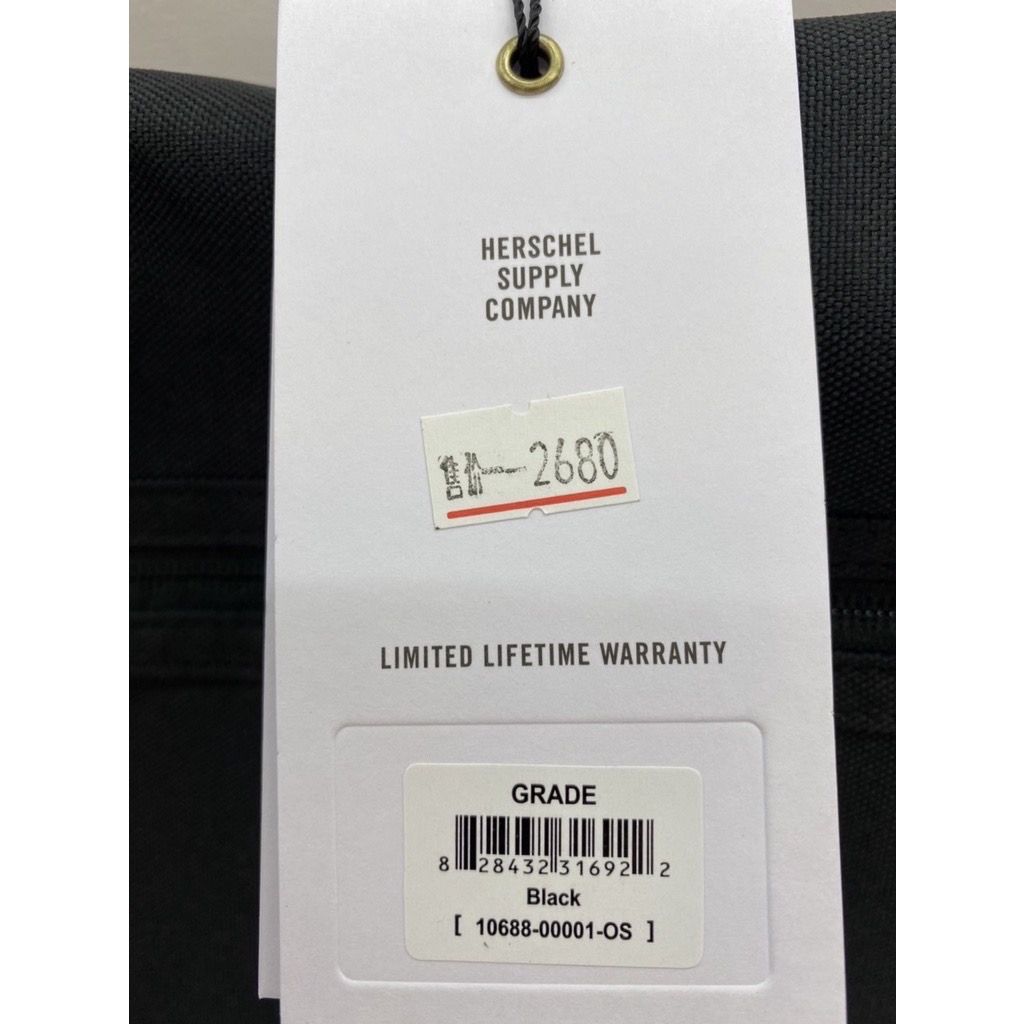 HERSCHEL
SUPPLY
COMPANY
售价 2680
LIMITED LIFETIME WARRANTY
GRADE
8 28432 31692 2
Black
[ 10688-00001-OS ]